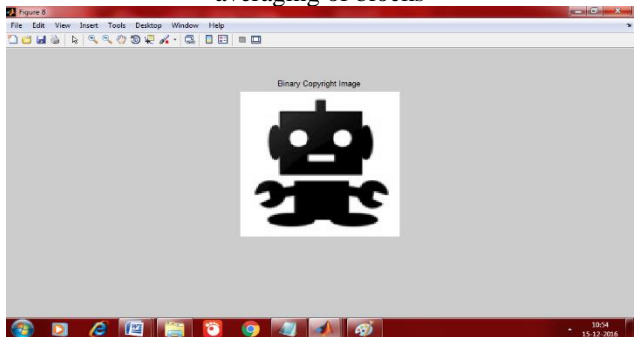 averaging of blocks
Figure 8
File Edit View Insert Tools Desktop Window Help
Binary Copyright Image
10:54
15-12-2016